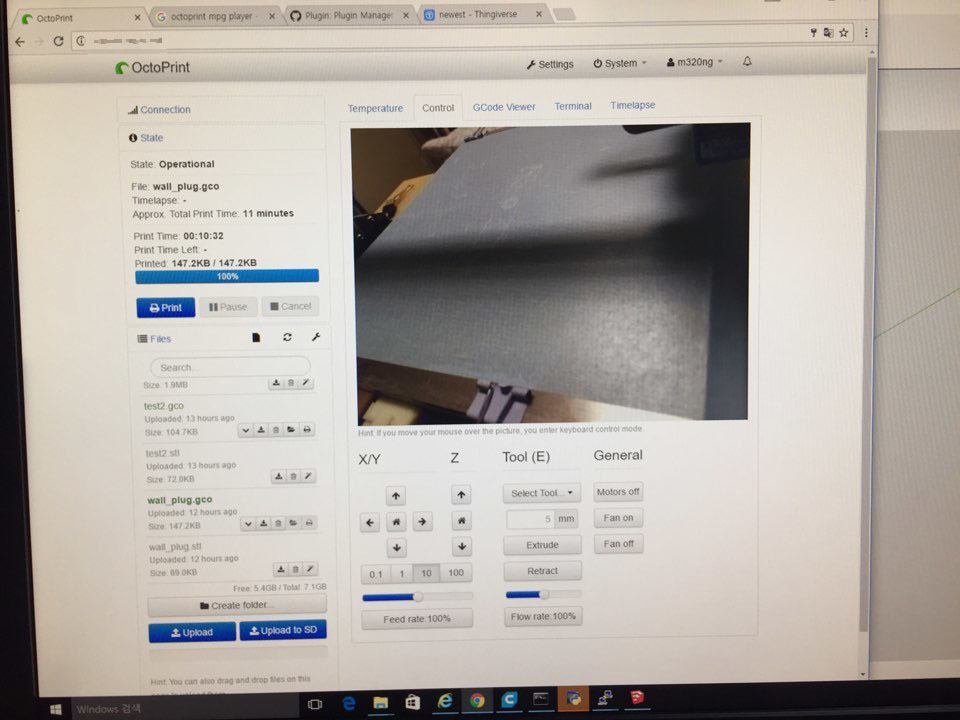 OctoPrint
octoprint mpg player -
Plugin: Plugin Manage
newest - Thingiverse
OctoPrint
Settings
System
m320ng
Connection
State
State: Operational
File: wall_plug.gco
Timelapse: -
Approx. Total Print Time: 11 minutes
Print Time: 00:10:32
Print Time Left: -
Printed: 147.2KB / 147.2KB
100%
Print
Pause
Cancel
Files
Search...
Size: 1.9MB
test2.gco
Uploaded: 13 hours ago
Size: 104.7KB
test2.stl
Uploaded: 13 hours ago
Size: 72.0KB
wall_plug.gco
Uploaded: 12 hours ago
Size: 147.2KB
wall_plug.stl
Uploaded: 12 hours ago
Size: 69.0KB
Free: 5.4GB / Total: 7.1GB
Create folder...
Upload
Upload to SD
Hint: You can also drag and drop files on this
Temperature
Control
GCode Viewer
Terminal
Timelapse
Hint: If you move your mouse over the picture, you enter keyboard control mode.
X/Y
Z
Tool (E)
General
Select Tool...
Motors off
5 mm
Fan on
Extrude
Fan off
Retract
0.1 1 10 100
Feed rate 100%
Flow rate 100%
Windows 검색